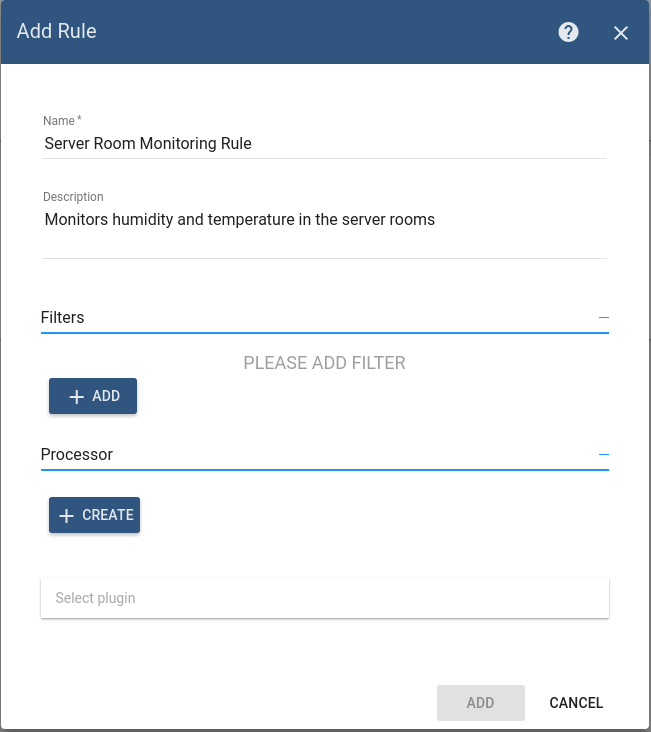 Add Rule
Name *
Server Room Monitoring Rule
Description
Monitors humidity and temperature in the server rooms
Filters
PLEASE ADD FILTER
ADD
Processor
CREATE
Select plugin
ADD CANCEL